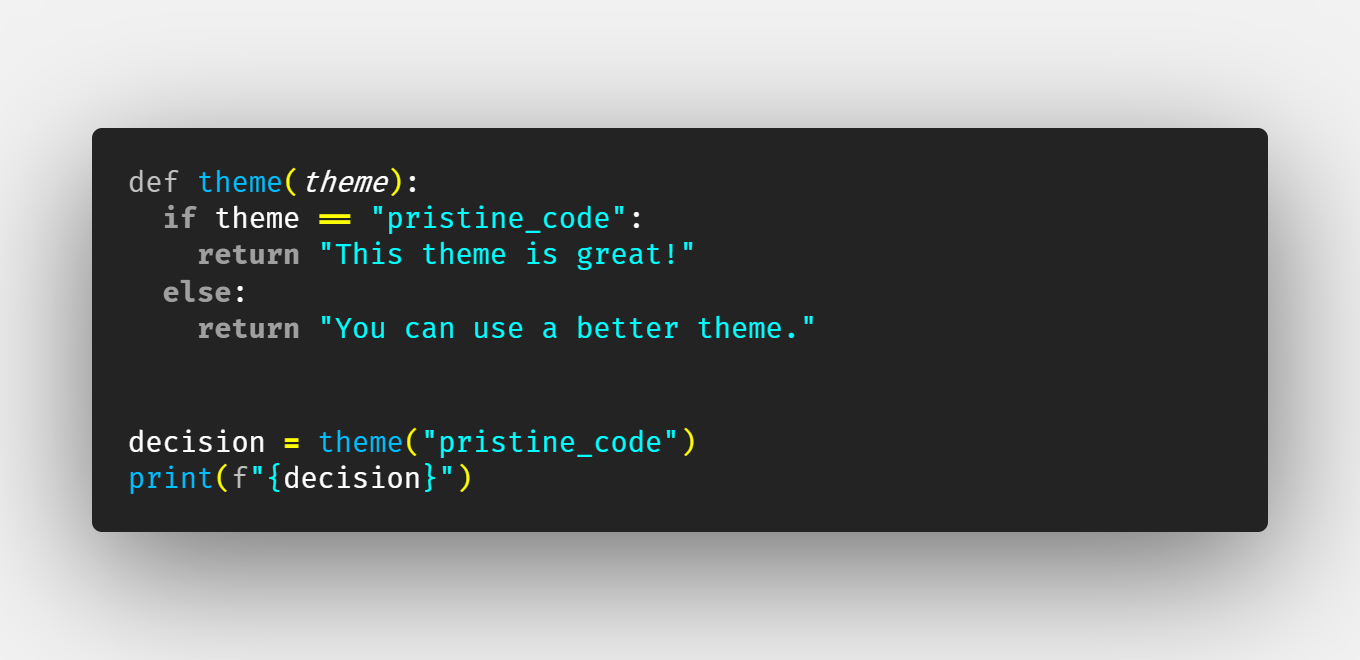 def theme(theme):
  if theme == "pristine_code":
    return "This theme is great!"
  else:
    return "You can use a better theme."
decision = theme("pristine_code")
print(f"{decision}")